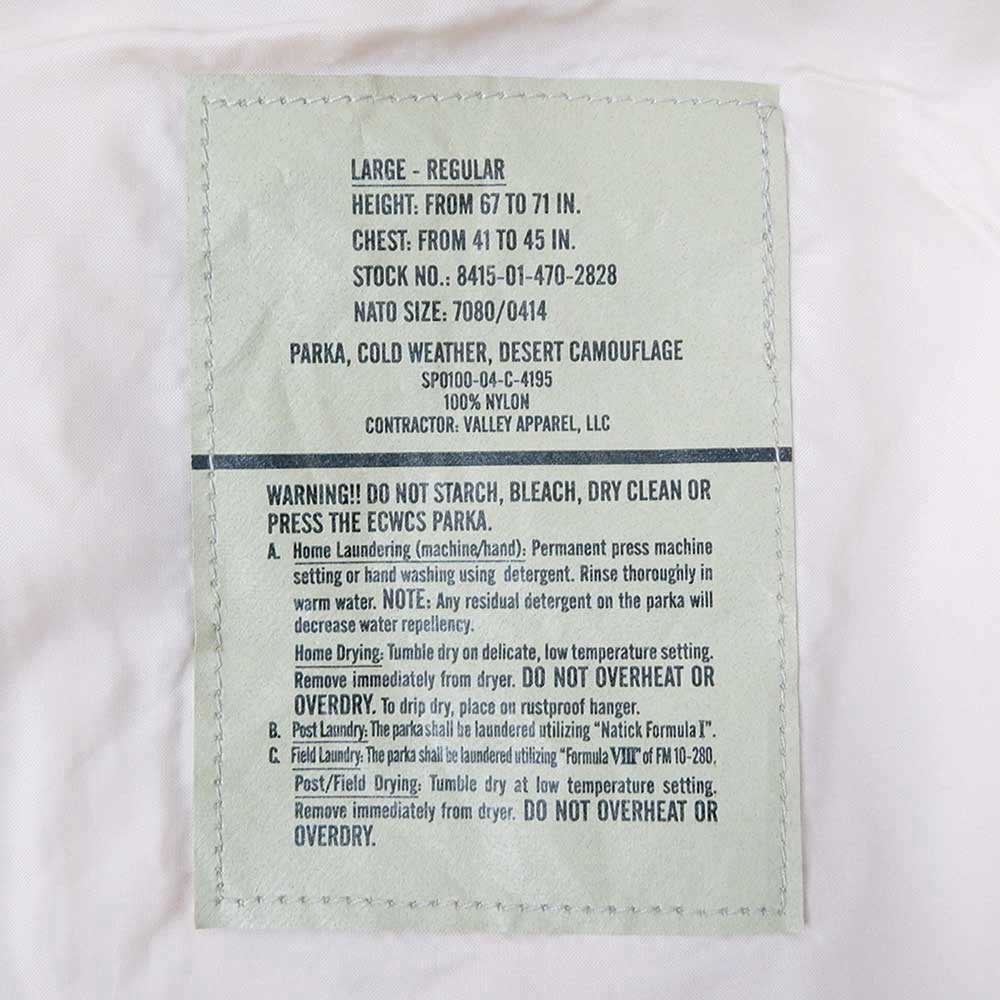 LARGE - REGULAR
HEIGHT: FROM 67 TO 71 IN.
CHEST: FROM 41 TO 45 IN.
STOCK NO.: 8415-01-470-2828
NATO SIZE: 7080/0414
PARKA, COLD WEATHER, DESERT CAMOUFLAGE
SP0100-04-C-4195
100% NYLON
CONTRACTOR: VALLEY APPAREL, LLC
WARNING!! DO NOT STARCH, BLEACH, DRY CLEAN OR
PRESS THE ECWCS PARKA.
A. Home Laundering (machine/hand): Permanent press machine
setting or hand washing using detergent. Rinse thoroughly in
warm water. NOTE: Any residual detergent on the parka will
decrease water repellency.
Home Drying: Tumble dry on delicate, low temperature setting.
Remove immediately from dryer. DO NOT OVERHEAT OR
OVERDRY. To drip dry, place on rustproof hanger.
B. Post Laundry: The parka shall be laundered utilizing "Natick Formula I".
C. Field Laundry: The parka shall be laundered utilizing "Formula VIII" of FM 10-280.
Post/Field Drying: Tumble dry at low temperature setting.
Remove immediately from dryer. DO NOT OVERHEAT OR
OVERDRY.